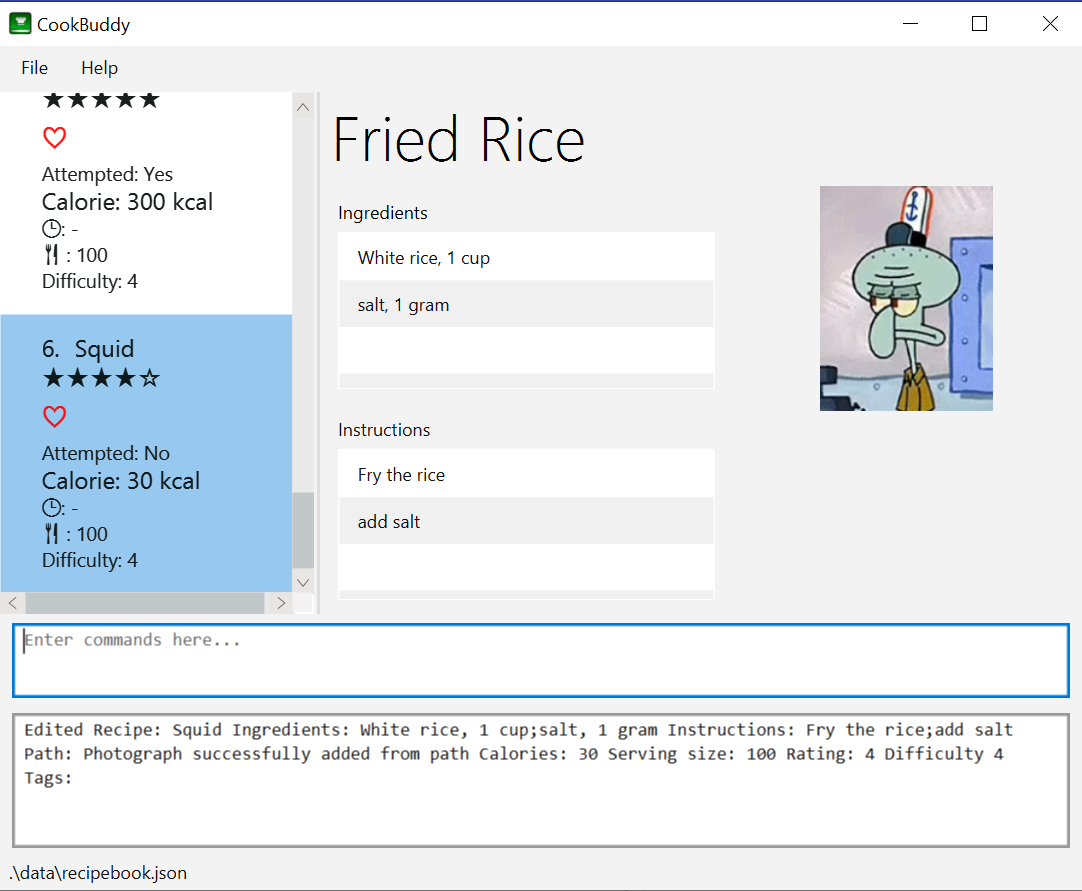 CookBuddy
File Help
★★★★★
♡
Attempted: Yes
Calorie: 300 kcal
🕒: -
🍴 : 100
Difficulty: 4
6. Squid
★★★★☆
♡
Attempted: No
Calorie: 30 kcal
🕒: -
🍴 : 100
Difficulty: 4
Fried Rice
Ingredients
White rice, 1 cup
salt, 1 gram
Instructions
Fry the rice
add salt
Enter commands here...
Edited Recipe: Squid Ingredients: White rice, 1 cup;salt, 1 gram Instructions: Fry the rice;add salt
Path: Photograph successfully added from path Calories: 30 Serving size: 100 Rating: 4 Difficulty 4
Tags:
.\data\recipebook.json